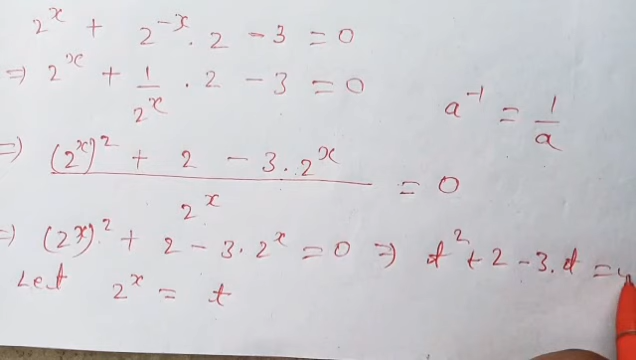 2^x + 2^-x . 2 - 3 = 0
=) 2^x + 1/2^x . 2 - 3 = 0
a^-1 = 1/a
=) ((2^x)^2 + 2 - 3.2^x)/2^x = 0
=) (2^x)^2 + 2 - 3.2^x = 0 =) t^2 + 2 - 3.t =
Let 2^x = t